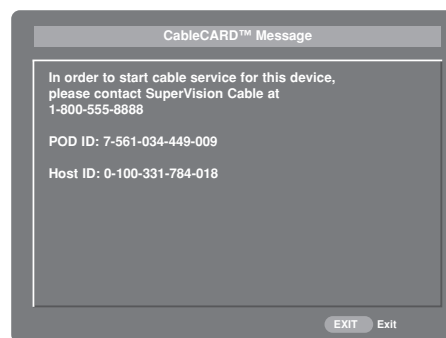 CableCARD™ Message
In order to start cable service for this device,
please contact SuperVision Cable at
1-800-555-8888
POD ID: 7-561-034-449-009
Host ID: 0-100-331-784-018
EXIT Exit